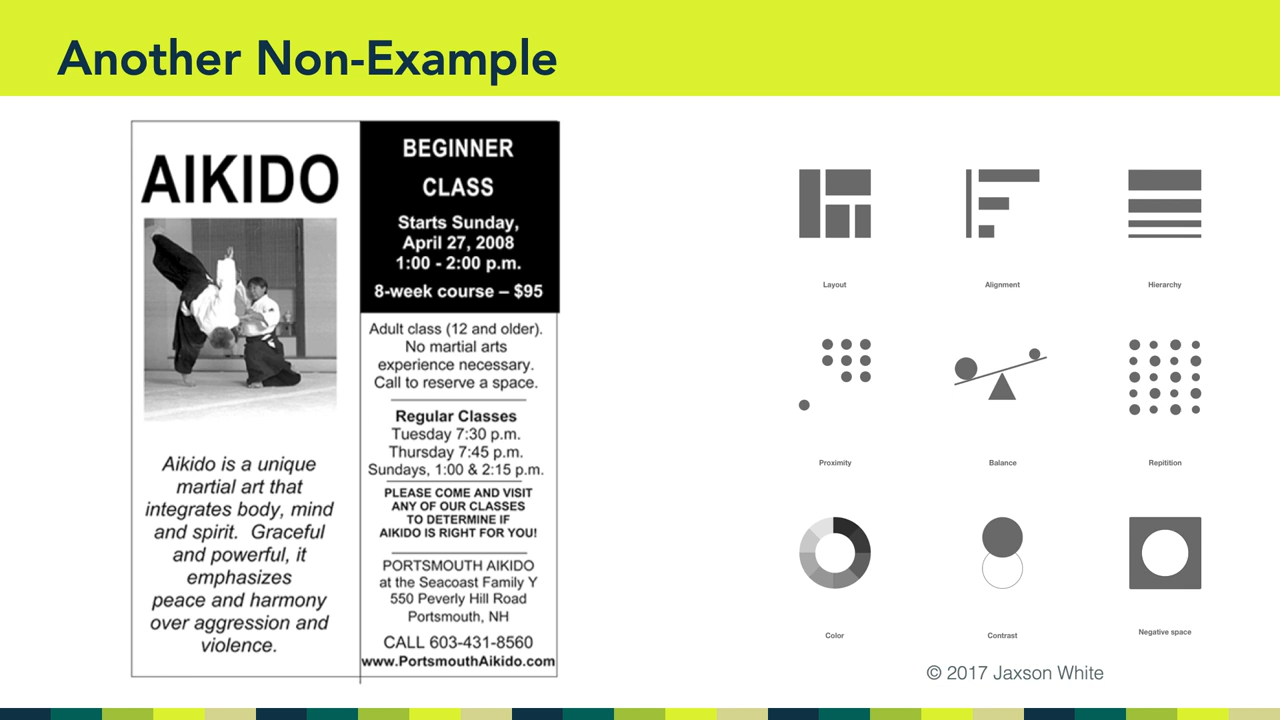 Another Non-Example
AIKIDO
Aikido is a unique
martial art that
integrates body, mind
and spirit. Graceful
and powerful, it
emphasizes
peace and harmony
over aggression and
violence.
BEGINNER
CLASS
Starts Sunday,
April 27, 2008
1:00 - 2:00 p.m.
8-week course – $95
Adult class (12 and older).
No martial arts
experience necessary.
Call to reserve a space.
Regular Classes
Tuesday 7:30 p.m.
Thursday 7:45 p.m.
Sundays, 1:00 & 2:15 p.m.
PLEASE COME AND VISIT
ANY OF OUR CLASSES
TO DETERMINE IF
AIKIDO IS RIGHT FOR YOU!
PORTSMOUTH AIKIDO
at the Seacoast Family Y
550 Peverly Hill Road
Portsmouth, NH
CALL 603-431-8560
www.PortsmouthAikido.com
Layout
Alignment
Hierarchy
Proximity
Balance
Repitition
Color
Contrast
Negative space
© 2017 Jaxson White